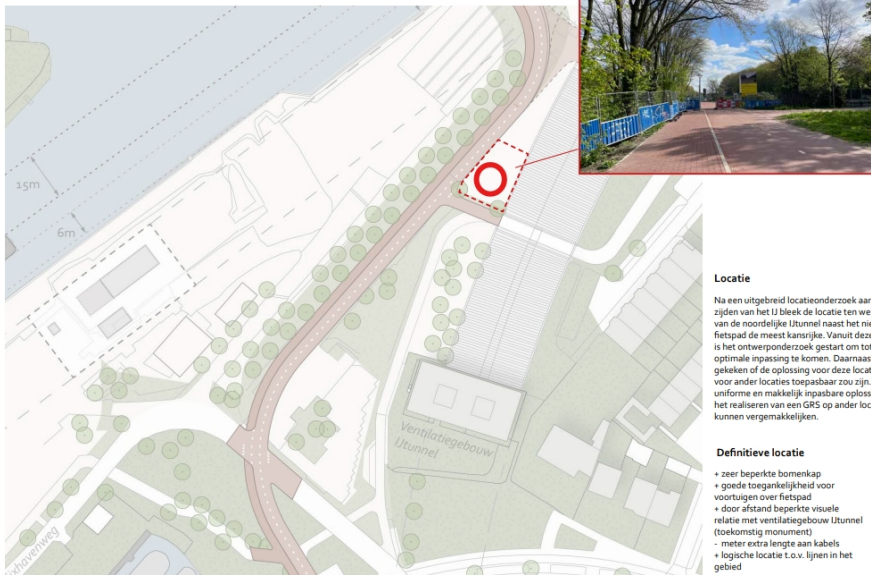 15m
6m
Ventilatiegebouw
IJtunnel
Locatie
Na een uitgebreid locatieonderzoek aan
zijden van het IJ bleek de locatie ten
van de noordelijke IJtunnel naast het
fietspad de meest kansrijke. Vanuit deze
is het ontwerponderzoek gestart om tot
optimale inpassing te komen. Daarnaas
gekeken of de oplossing voor deze locat
voor ander locaties toepasbaar zou zijn.
uniforme en makkelijk inpasbare oploss
het realiseren van een GRS op ander loc
kunnen vergemakkelijken.
Definitieve locatie
+ zeer beperkte bomenkap
+ goede toegankelijkheid voor
voortuigen over fietspad
+ door afstand beperkte visuele
relatie met ventilatiegebouw IJtunnel
(toekomstig monument)
- meter extra lengte aan kabels
+ logische locatie t.o.v. lijnen in het
gebied
ixhavenweg